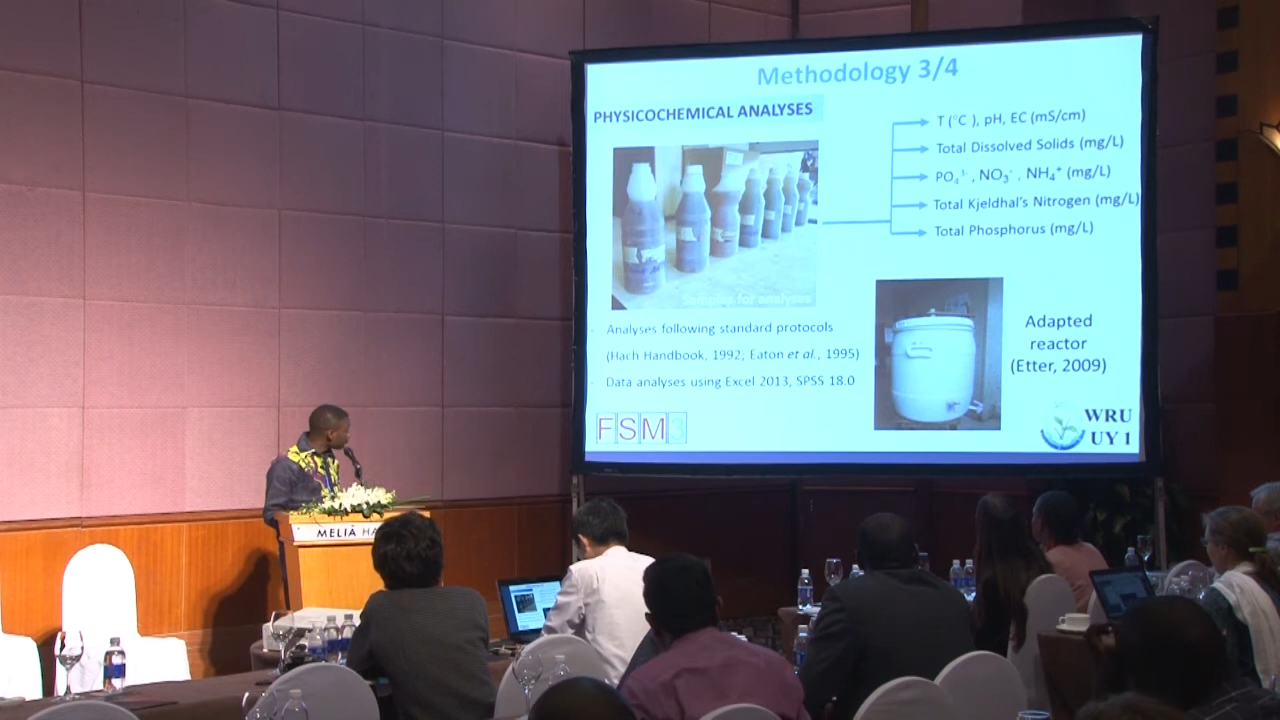 Methodology 3/4
PHYSICOCHEMICAL ANALYSES
T (°C ), pH, EC (mS/cm)
Total Dissolved Solids (mg/L)
PO₄³⁻ , NO₃⁻ , NH₄⁺ (mg/L)
Total Kjeldhal's Nitrogen (mg/L)
Total Phosphorus (mg/L)
Samples for analyses
- Analyses following standard protocols
(Hach Handbook, 1992; Eaton et al., 1995)
- Data analyses using Excel 2013, SPSS 18.0
Adapted
reactor
(Etter, 2009)
FSM3
WRU
UY 1
MELIÃ HA